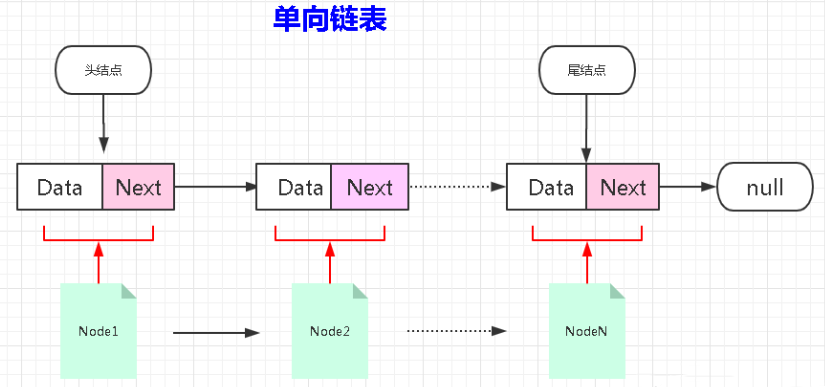 单向链表
头结点
尾结点
Data Next
Data Next
Data Next
null
Node1
Node2
NodeN